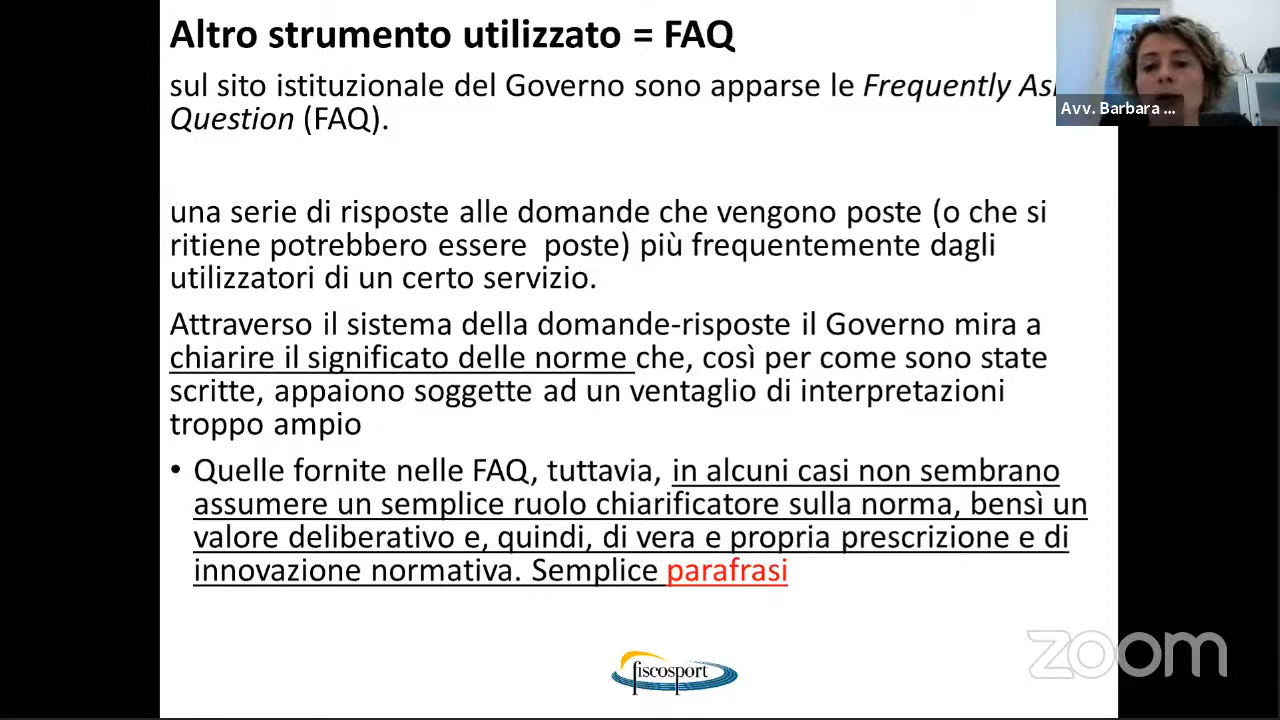 Altro strumento utilizzato = FAQ
sul sito istituzionale del Governo sono apparse le Frequently
Question (FAQ).
Avv. Barbara ...
una serie di risposte alle domande che vengono poste (o che si
ritiene potrebbero essere poste) più frequentemente dagli
utilizzatori di un certo servizio.
Attraverso il sistema della domande-risposte il Governo mira a
chiarire il significato delle norme che, così per come sono state
scritte, appaiono soggette ad un ventaglio di interpretazioni
troppo ampio
• Quelle fornite nelle FAQ, tuttavia, in alcuni casi non sembrano
assumere un semplice ruolo chiarificatore sulla norma, bensì un
valore deliberativo e, quindi, di vera e propria prescrizione e di
innovazione normativa. Semplice parafrasi
fiscosport
zoom